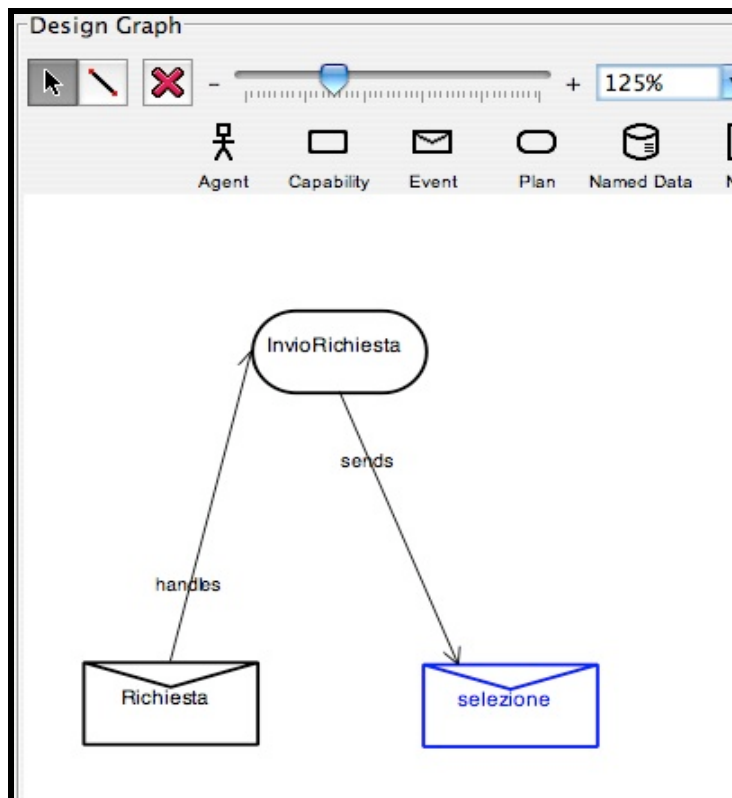 Design Graph
- + 125%
Agent Capability Event Plan Named Data
InvioRichiesta
sends
handles
Richiesta
selezione